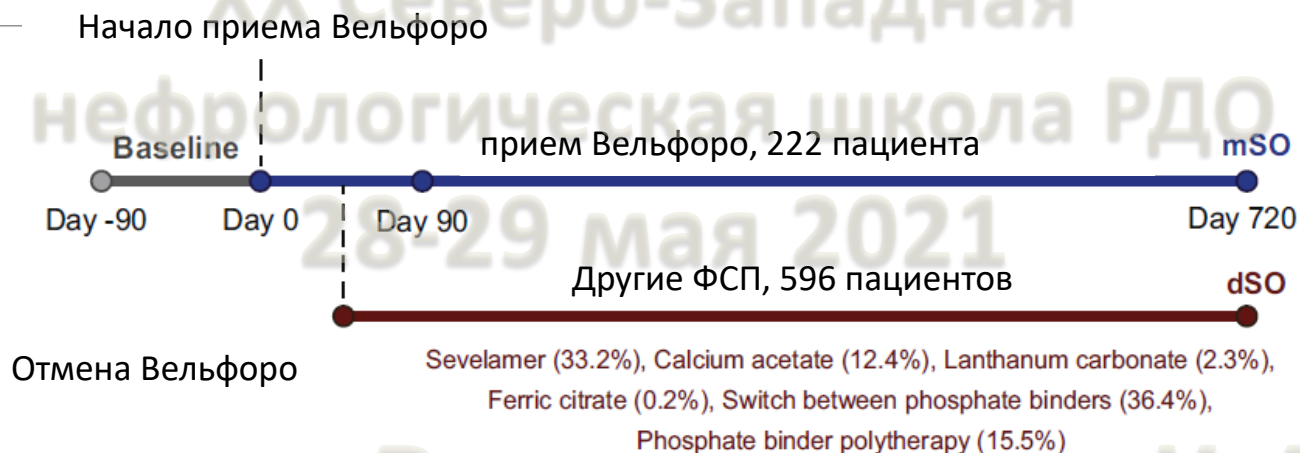 XX Северо-Западная
Начало приема Вельфоро
нефрологическая школа РДО
Baseline
прием Вельфоро, 222 пациента
mSO
Day -90
Day 0
Day 90
Day 720
28-29 мая 2021
Другие ФСП, 596 пациентов
dSO
Отмена Вельфоро
Sevelamer (33.2%), Calcium acetate (12.4%), Lanthanum carbonate (2.3%),
Ferric citrate (0.2%), Switch between phosphate binders (36.4%),
Phosphate binder polytherapy (15.5%)